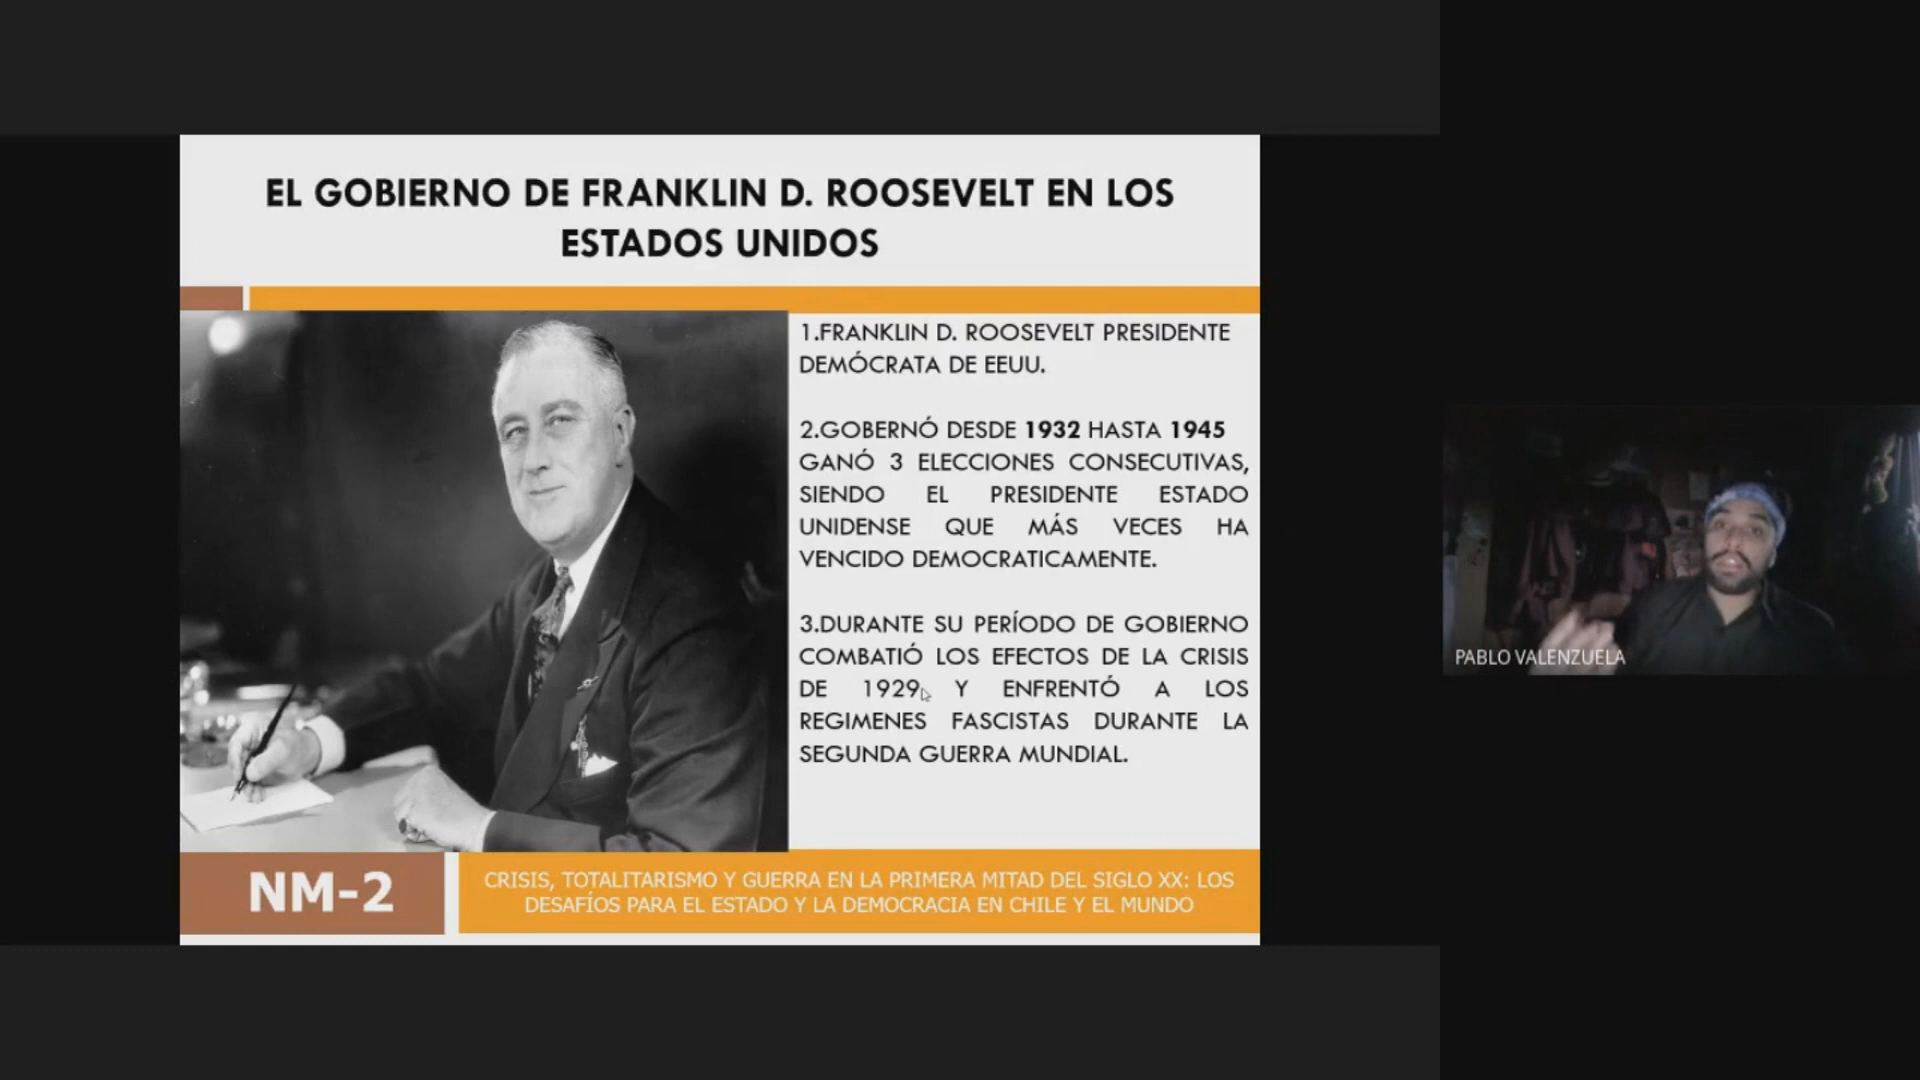 EL GOBIERNO DE FRANKLIN D. ROOSEVELT EN LOS
ESTADOS UNIDOS
1.FRANKLIN D. ROOSEVELT PRESIDENTE
DEMÓCRATA DE EEUU.
2.GOBERNÓ DESDE 1932 HASTA 1945
GANÓ 3 ELECCIONES CONSECUTIVAS,
SIENDO EL PRESIDENTE ESTADO
UNIDENSE QUE MÁS VECES HA
VENCIDO DEMOCRATICAMENTE.
3.DURANTE SU PERÍODO DE GOBIERNO
COMBATIÓ LOS EFECTOS DE LA CRISIS
DE 1929 Y ENFRENTÓ A LOS
REGIMENES FASCISTAS DURANTE LA
SEGUNDA GUERRA MUNDIAL.
NM-2
CRISIS, TOTALITARISMO Y GUERRA EN LA PRIMERA MITAD DEL SIGLO XX: LOS
DESAFÍOS PARA EL ESTADO Y LA DEMOCRACIA EN CHILE Y EL MUNDO
PABLO VALENZUELA